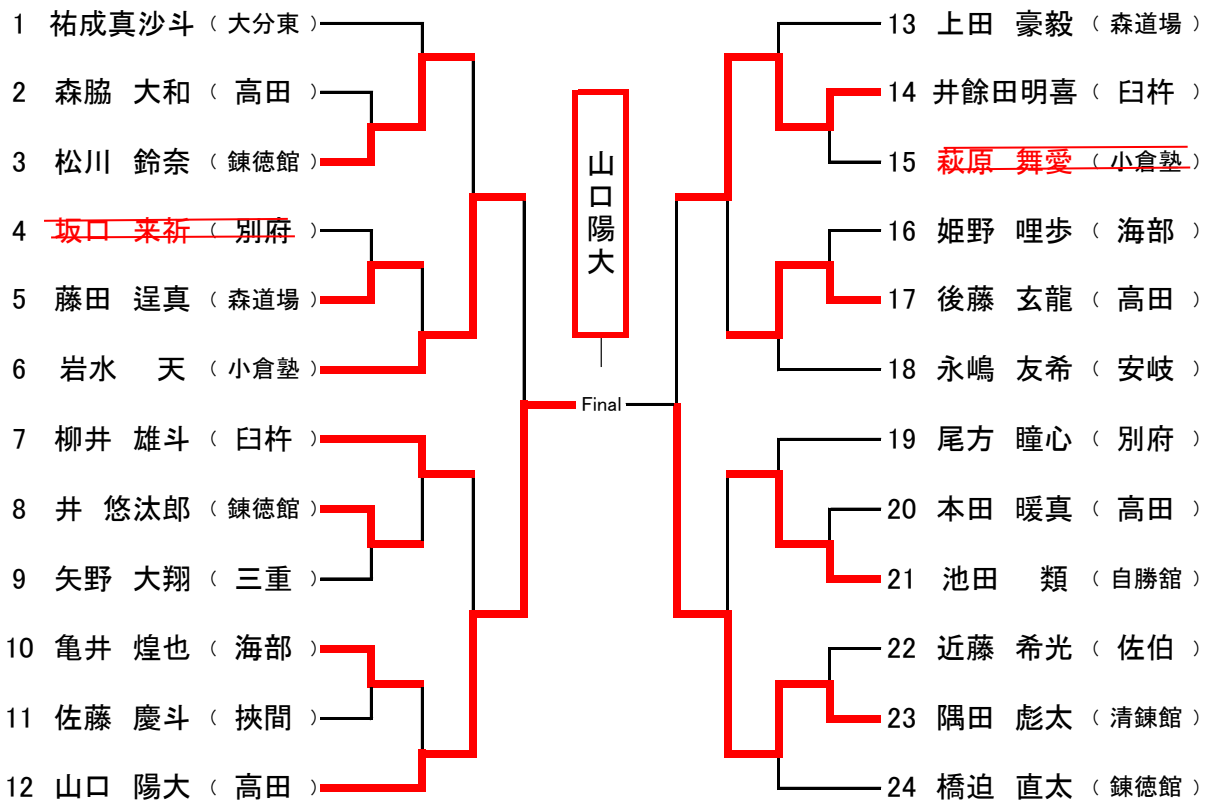 1 祐成真沙斗 （ 大分東 ）
2 森脇 大和 （ 高田 ）
3 松川 鈴奈 （ 錬徳館 ）
4 坂口 来祈 （ 別府 ）
5 藤田 逞真 （ 森道場 ）
6 岩水 天 （ 小倉塾 ）
7 柳井 雄斗 （ 臼杵 ）
8 井 悠汰郎 （ 錬徳館 ）
9 矢野 大翔 （ 三重 ）
10 亀井 煌也 （ 海部 ）
11 佐藤 慶斗 （ 挾間 ）
12 山口 陽大 （ 高田 ）
山口陽大
Final
13 上田 豪毅 （ 森道場 ）
14 井餘田明喜 （ 臼杵 ）
15 萩原 舞愛 （ 小倉塾 ）
16 姫野 哩歩 （ 海部 ）
17 後藤 玄龍 （ 高田 ）
18 永嶋 友希 （ 安岐 ）
19 尾方 瞳心 （ 別府 ）
20 本田 暖真 （ 高田 ）
21 池田 類 （ 自勝舘 ）
22 近藤 希光 （ 佐伯 ）
23 隅田 彪太 （ 清錬館 ）
24 橋迫 直太 （ 錬徳館 ）